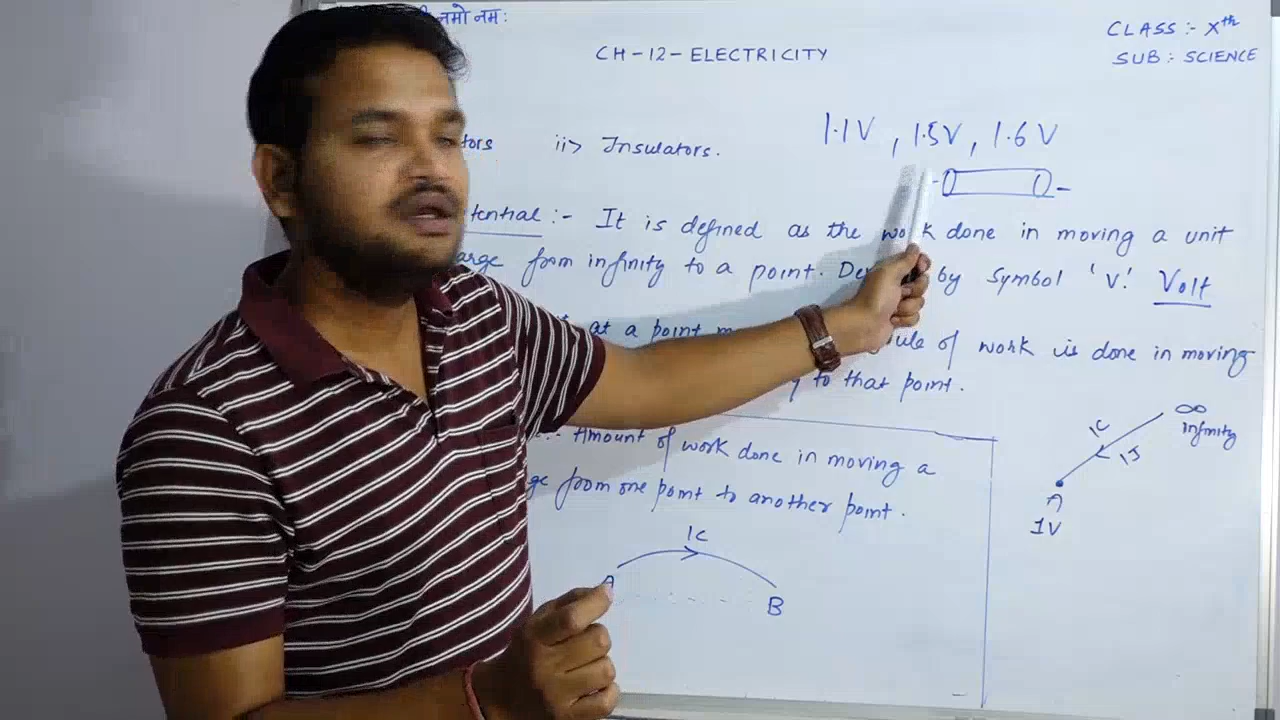 नमो नमः
CLASS :- Xth
SUB : SCIENCE
CH-12-ELECTRICITY
1.1V , 1.5V , 1.6V
tors ii> Insulators.
tential :- It is defined as the work done in moving a unit
arge from infinity to a point. De by Symbol 'V'. Volt
at a point m ule of work is done in moving
y to that point.
:- Amount of work done in moving a
ge from one point to another point.
∞
infinity
1C
1J
A
1V
1C
A
B